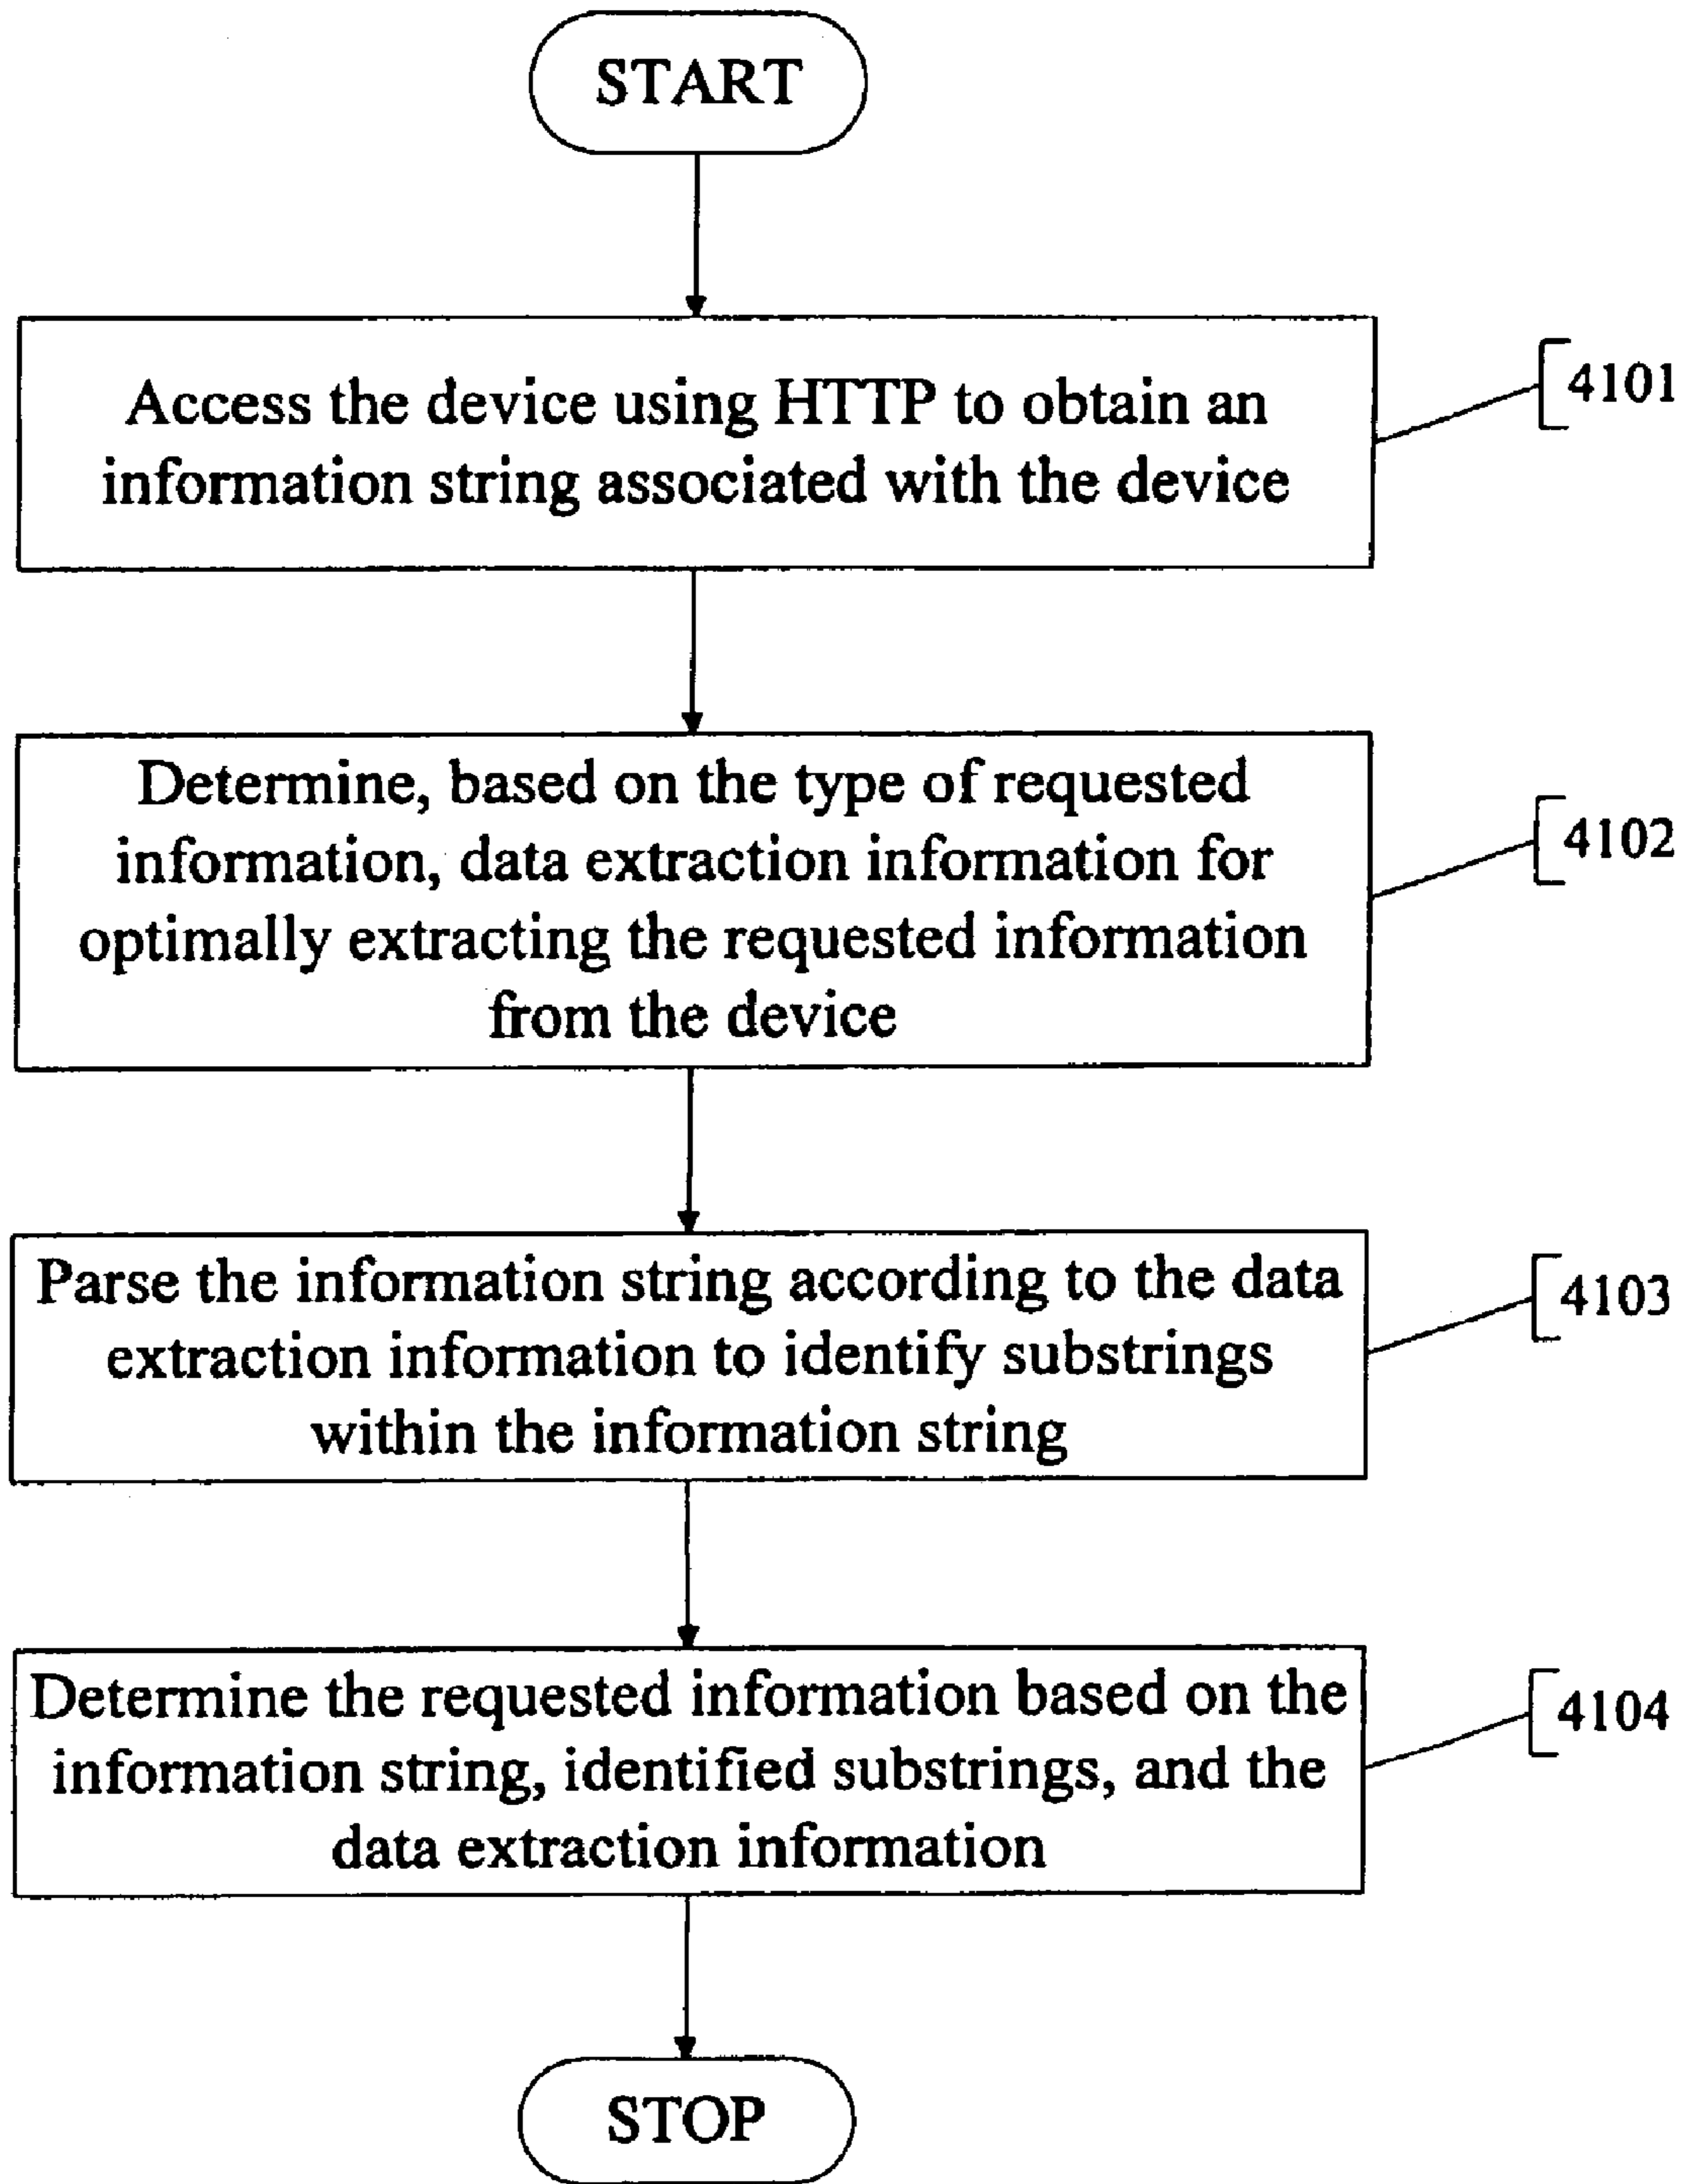 START
Access the device using HTTP to obtain an
information string associated with the device
4101
Determine, based on the type of requested
information, data extraction information for
optimally extracting the requested information
from the device
4102
Parse the information string according to the data
extraction information to identify substrings
within the information string
4103
Determine the requested information based on the
information string, identified substrings, and the
data extraction information
4104
STOP